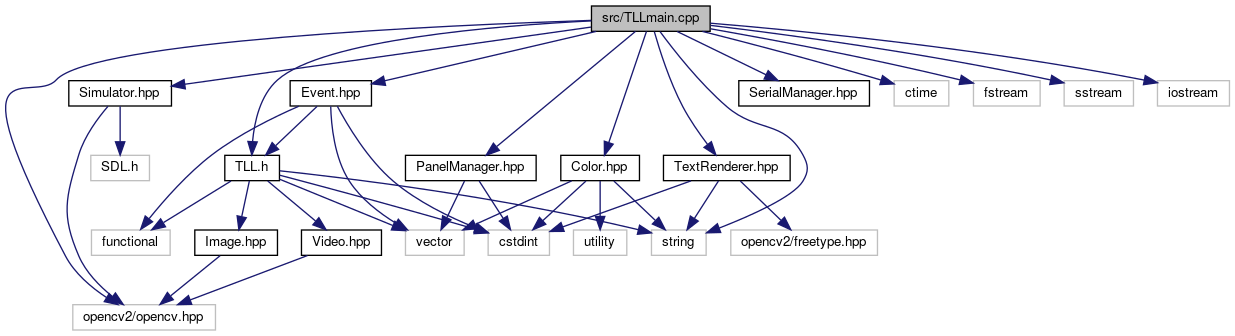 src/TLLmain.cpp
Simulator.hpp
Event.hpp
SerialManager.hpp
ctime
fstream
sstream
iostream
SDL.h
TLL.h
PanelManager.hpp
Color.hpp
TextRenderer.hpp
functional
Image.hpp
Video.hpp
vector
cstdint
utility
string
opencv2/freetype.hpp
opencv2/opencv.hpp